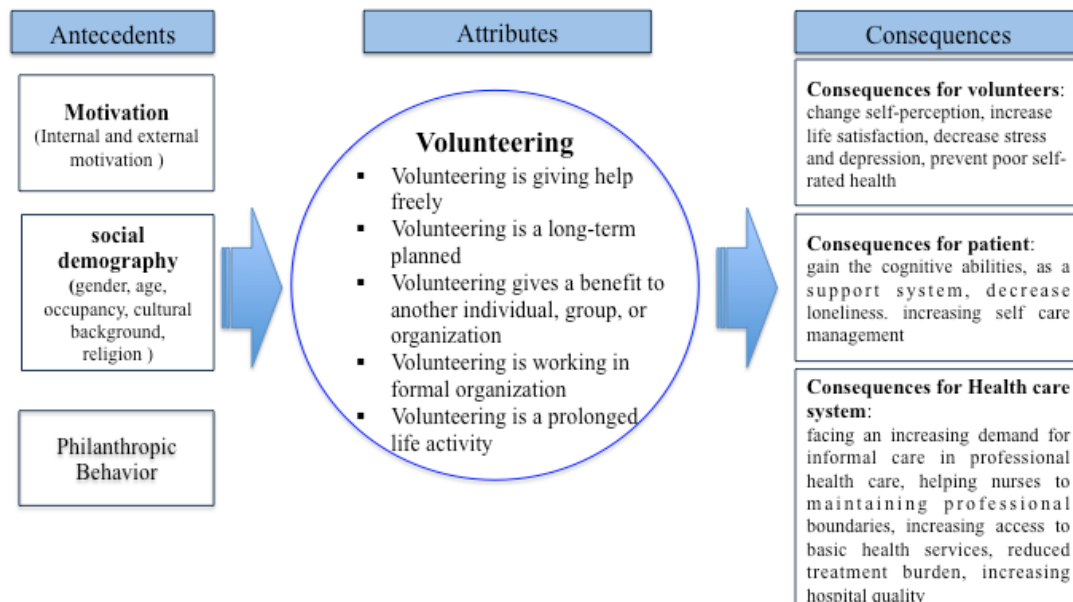 Antecedents
Motivation
(Internal and external
motivation )
social
demography
(gender, age,
occupancy, cultural
background,
religion )
Philanthropic
Behavior
Attributes
Volunteering
▪ Volunteering is giving help
freely
▪ Volunteering is a long-term
planned
▪ Volunteering gives a benefit to
another individual, group, or
organization
▪ Volunteering is working in
formal organization
▪ Volunteering is a prolonged
life activity
Consequences
Consequences for volunteers:
change self-perception, increase
life satisfaction, decrease stress
and depression, prevent poor self-
rated health
Consequences for patient:
gain the cognitive abilities, as a
support system, decrease
loneliness. increasing self care
management
Consequences for Health care
system:
facing an increasing demand for
informal care in professional
health care, helping nurses to
maintaining professional
boundaries, increasing access to
basic health services, reduced
treatment burden, increasing
hospital quality